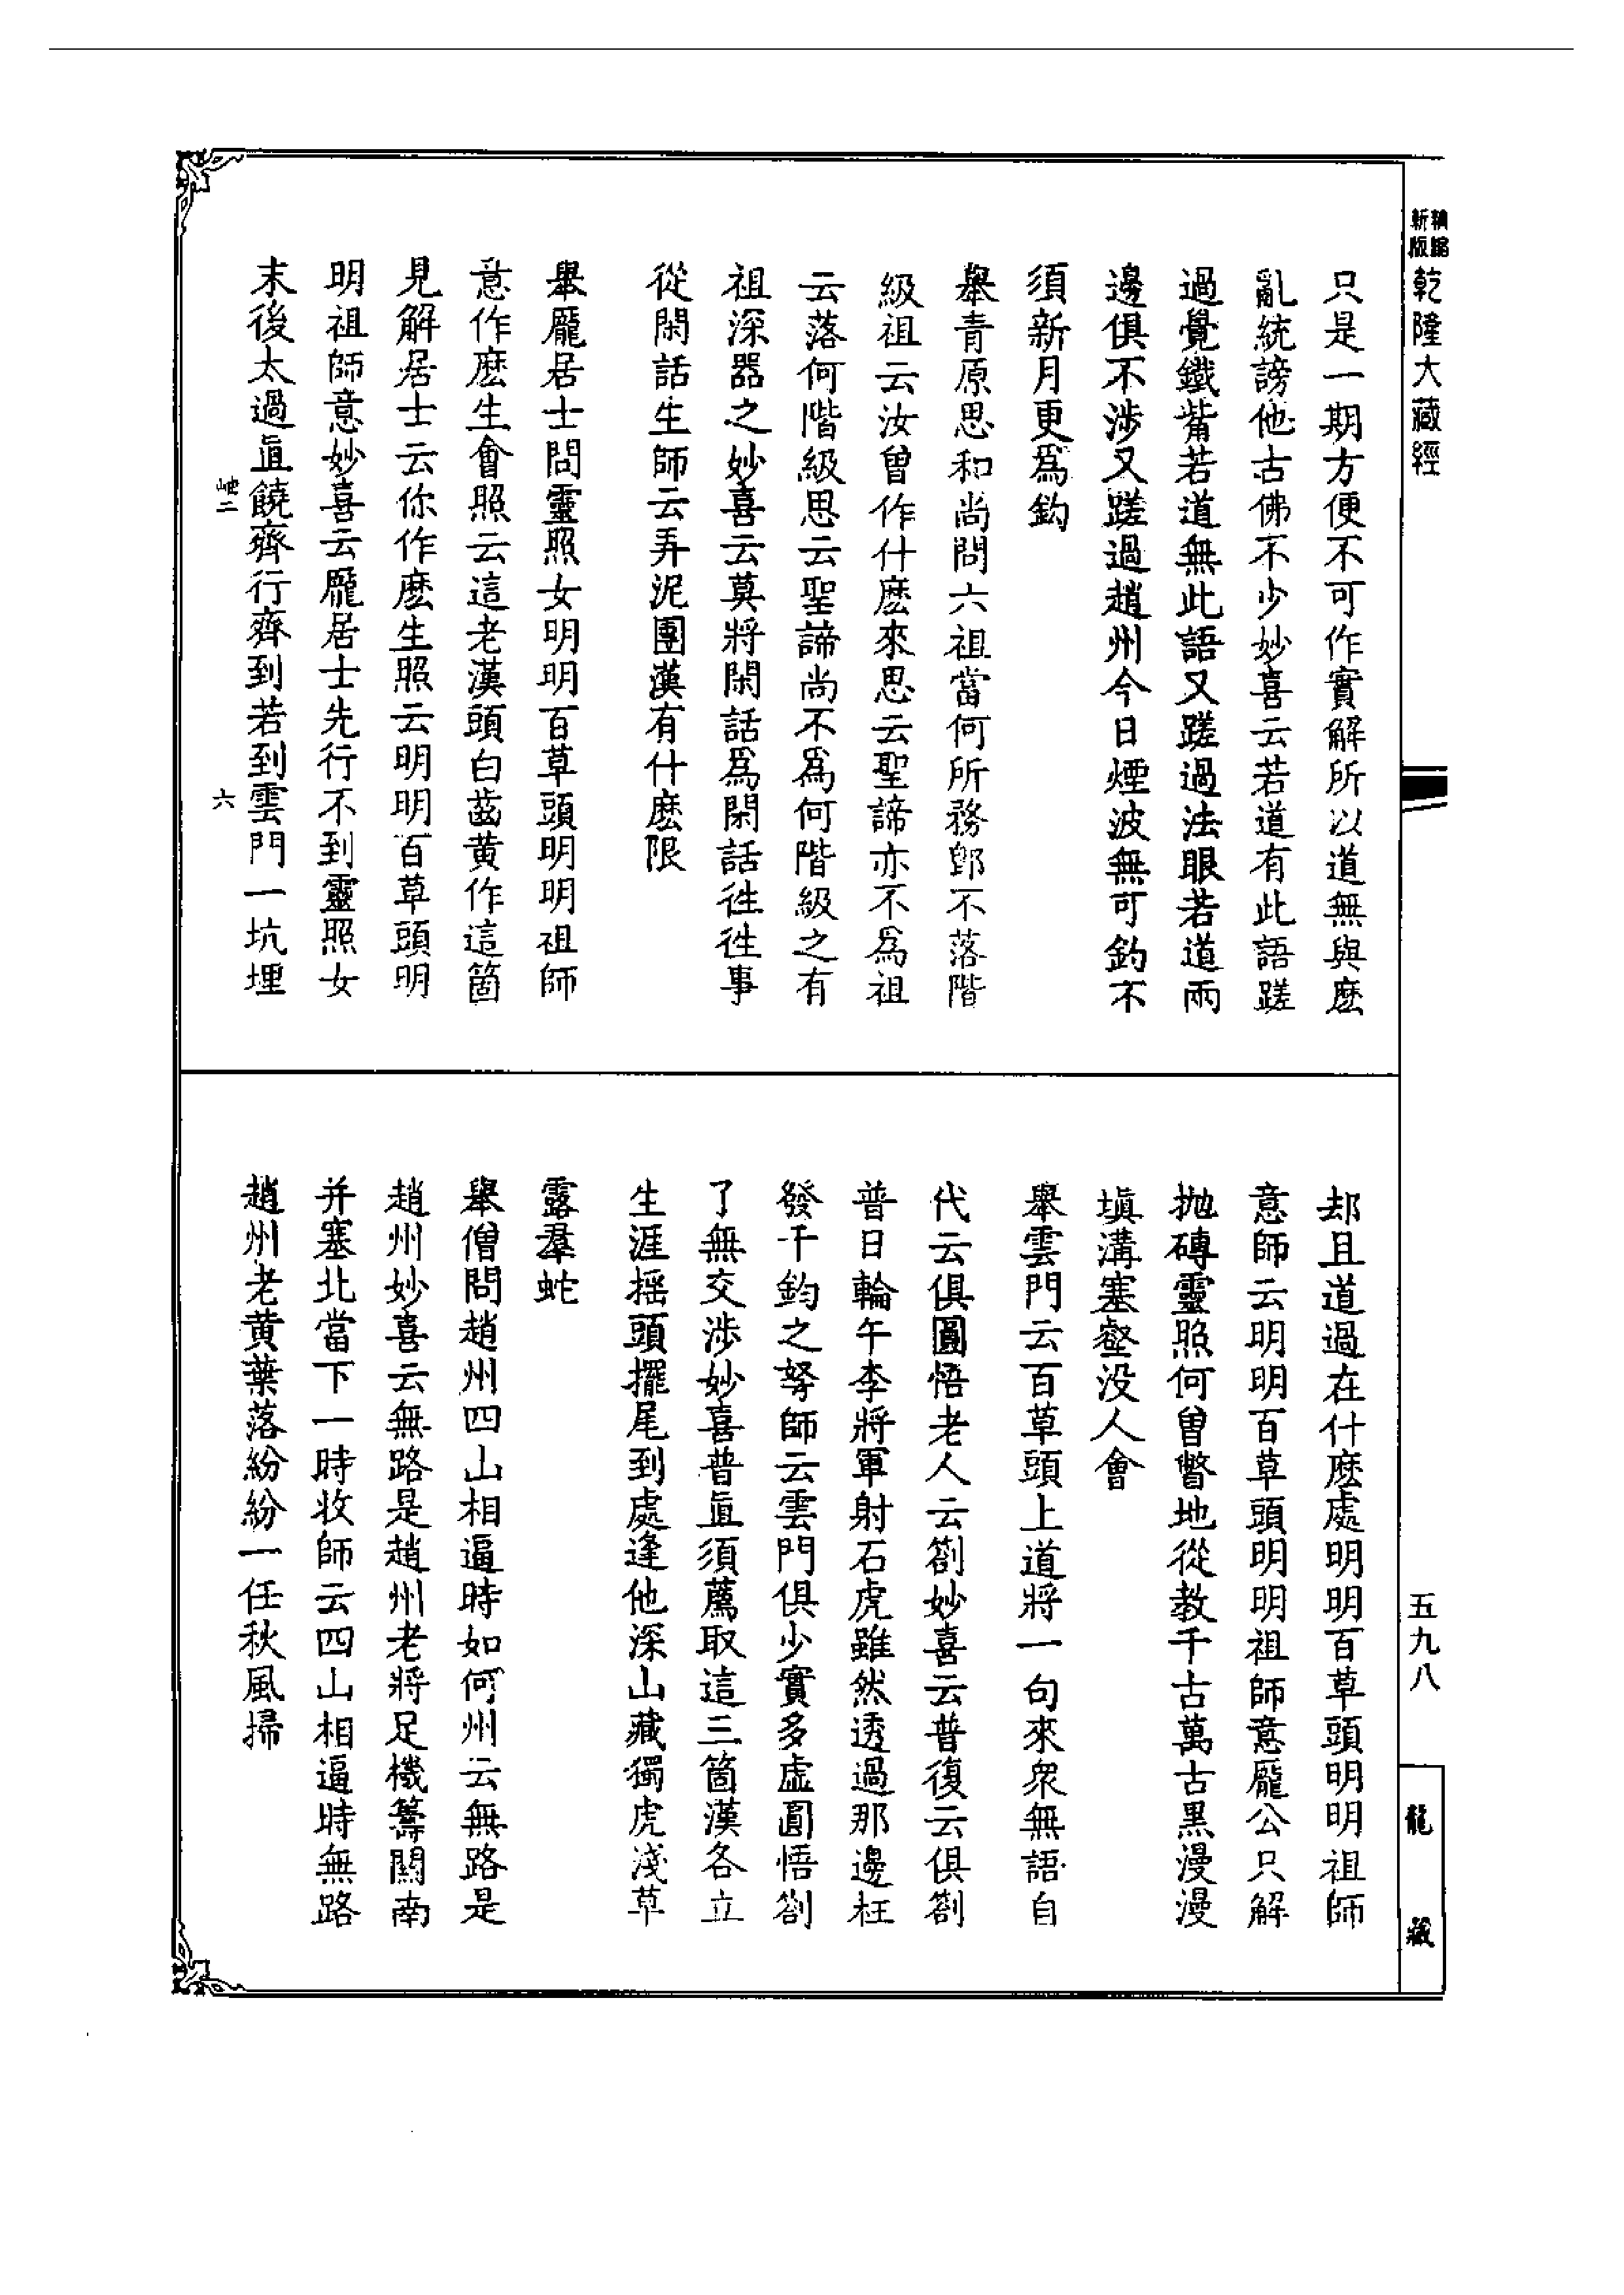 精縮新版乾隆大藏經
只是一期方便不可作實解所以道無與麽
亂統謗他古佛不少妙喜云若道有此語蹉
過覺鐵觜若道無此語又蹉過法眼若道兩
邊俱不涉又蹉過趙州今日煙波無可釣不
須新月更爲鈎
舉青原思和尚問六祖當何所務卽不落階
級祖云汝曾作什麽來思云聖諦亦不爲祖
云落何階級思云聖諦尚不爲何階級之有
祖深器之妙喜云莫將閑話爲閑話徃徃事
從閑話生師云弄泥團漢有什麽限
舉龐居士問靈照女明明百草頭明明祖師
意作麽生會照云這老漢頭白齒黄作這箇
見解居士云你作麽生照云明明百草頭明
明祖師意妙喜云龐居士先行不到靈照女
末後太過直饒齊行齊到若到雲門一坑埋
六
却且道過在什麽處明明百草頭明明祖師
意師云明明百草頭明明祖師意龐公只解
拋磚靈照何曾瞥地從教千古萬古黑漫漫
塡溝塞壑没人會
舉雲門云百草頭上道將一句來衆無語自
代云俱圓悟老人云劄妙喜云普復云俱劄
普日輪午李將軍射石虎雖然透過那邊枉
發千鈞之弩師云雲門俱少實多虛圓悟劄
了無交涉妙喜普直須薦取這三箇漢各立
生涯摇頭擺尾到處逢他深山藏獨虎淺草
露羣蛇
舉僧問趙州四山相逼時如何州云無路是
趙州妙喜云無路是趙州老將足機籌關南
并塞北當下一時收師云四山相逼時無路
趙州老黄葉落紛紛一任秋風掃
五九八
龍藏